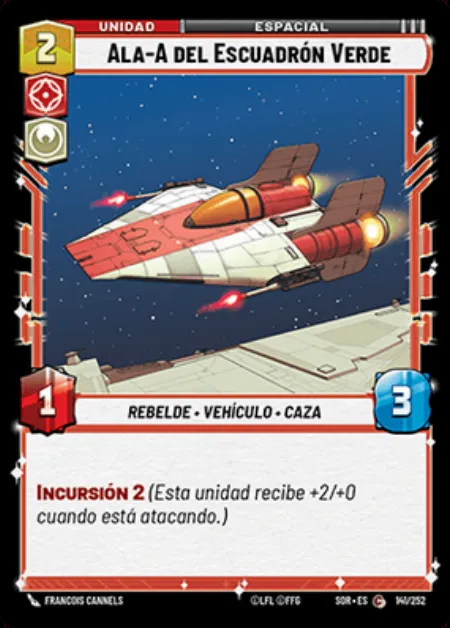 UNIDAD
ESPACIAL
2
ALA-A DEL ESCUADRÓN VERDE
1
REBELDE • VEHÍCULO • CAZA
3
INCURSIÓN 2 (Esta unidad recibe +2/+0
cuando está atacando.)
FRANCOIS CANNELS
©LFL ©FFG
SOR • ES
C
141/252